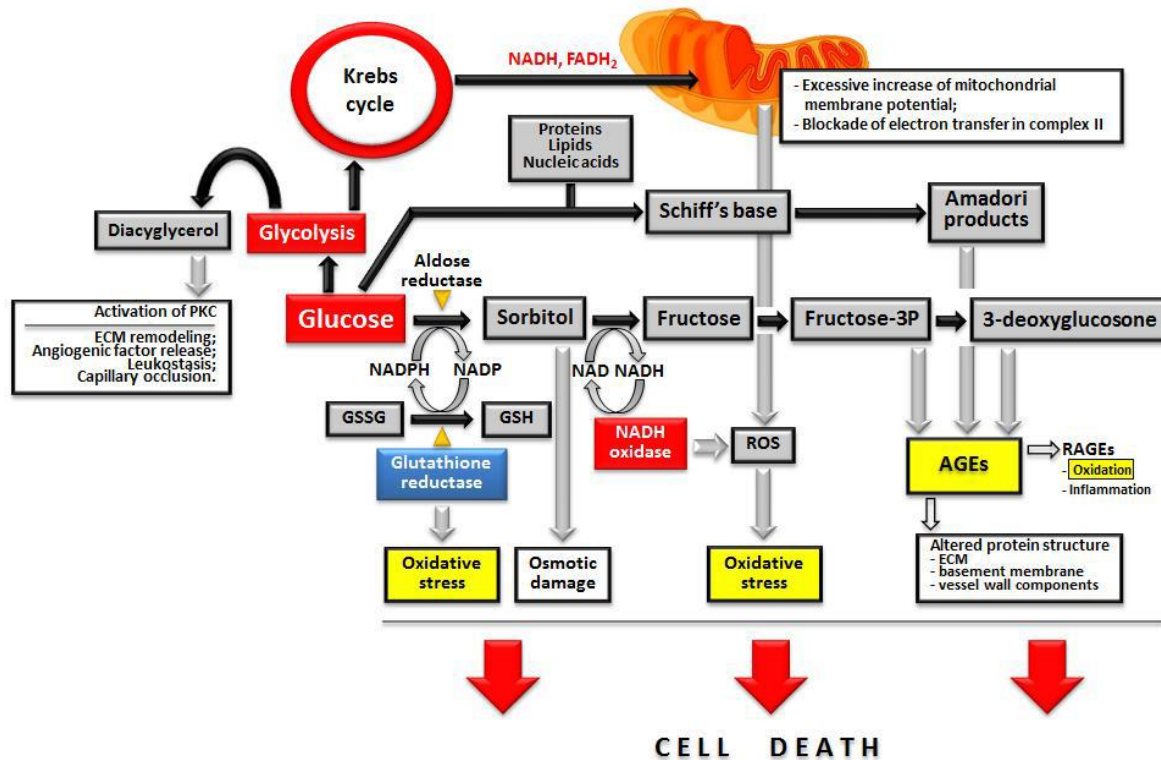 Krebs
cycle
NADH, FADH₂
- Excessive increase of mitochondrial
membrane potential;
- Blockade of electron transfer in complex II
Proteins
Lipids
Nucleic acids
Diacyglycerol
Glycolysis
Schiff's base
Amadori
products
Activation of PKC
ECM remodeling;
Angiogenic factor release;
Leukostasis;
Capillary occlusion.
Aldose
reductase
Glucose
Sorbitol
Fructose
Fructose-3P
3-deoxyglucosone
NADPH
NADP
NAD
NADH
GSSG
GSH
NADH
oxidase
ROS
Glutathione
reductase
AGEs
RAGEs
- Oxidation
- Inflammation
Oxidative
stress
Osmotic
damage
Oxidative
stress
Altered protein structure
- ECM
- basement membrane
- vessel wall components
CELL DEATH